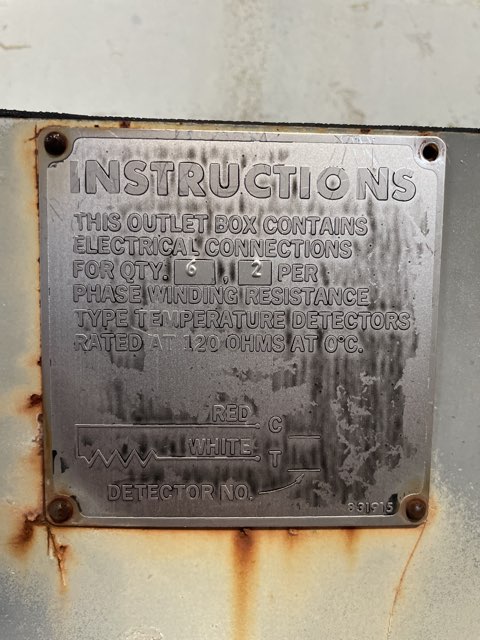 INSTRUCTIONS
THIS OUTLET BOX CONTAINS
ELECTRICAL CONNECTIONS
FOR QTY. 6, 2 PER
PHASE WINDING RESISTANCE
TYPE TEMPERATURE DETECTORS
RATED AT 120 OHMS AT 0°C.
RED C
WHITE T
DETECTOR NO.
831915